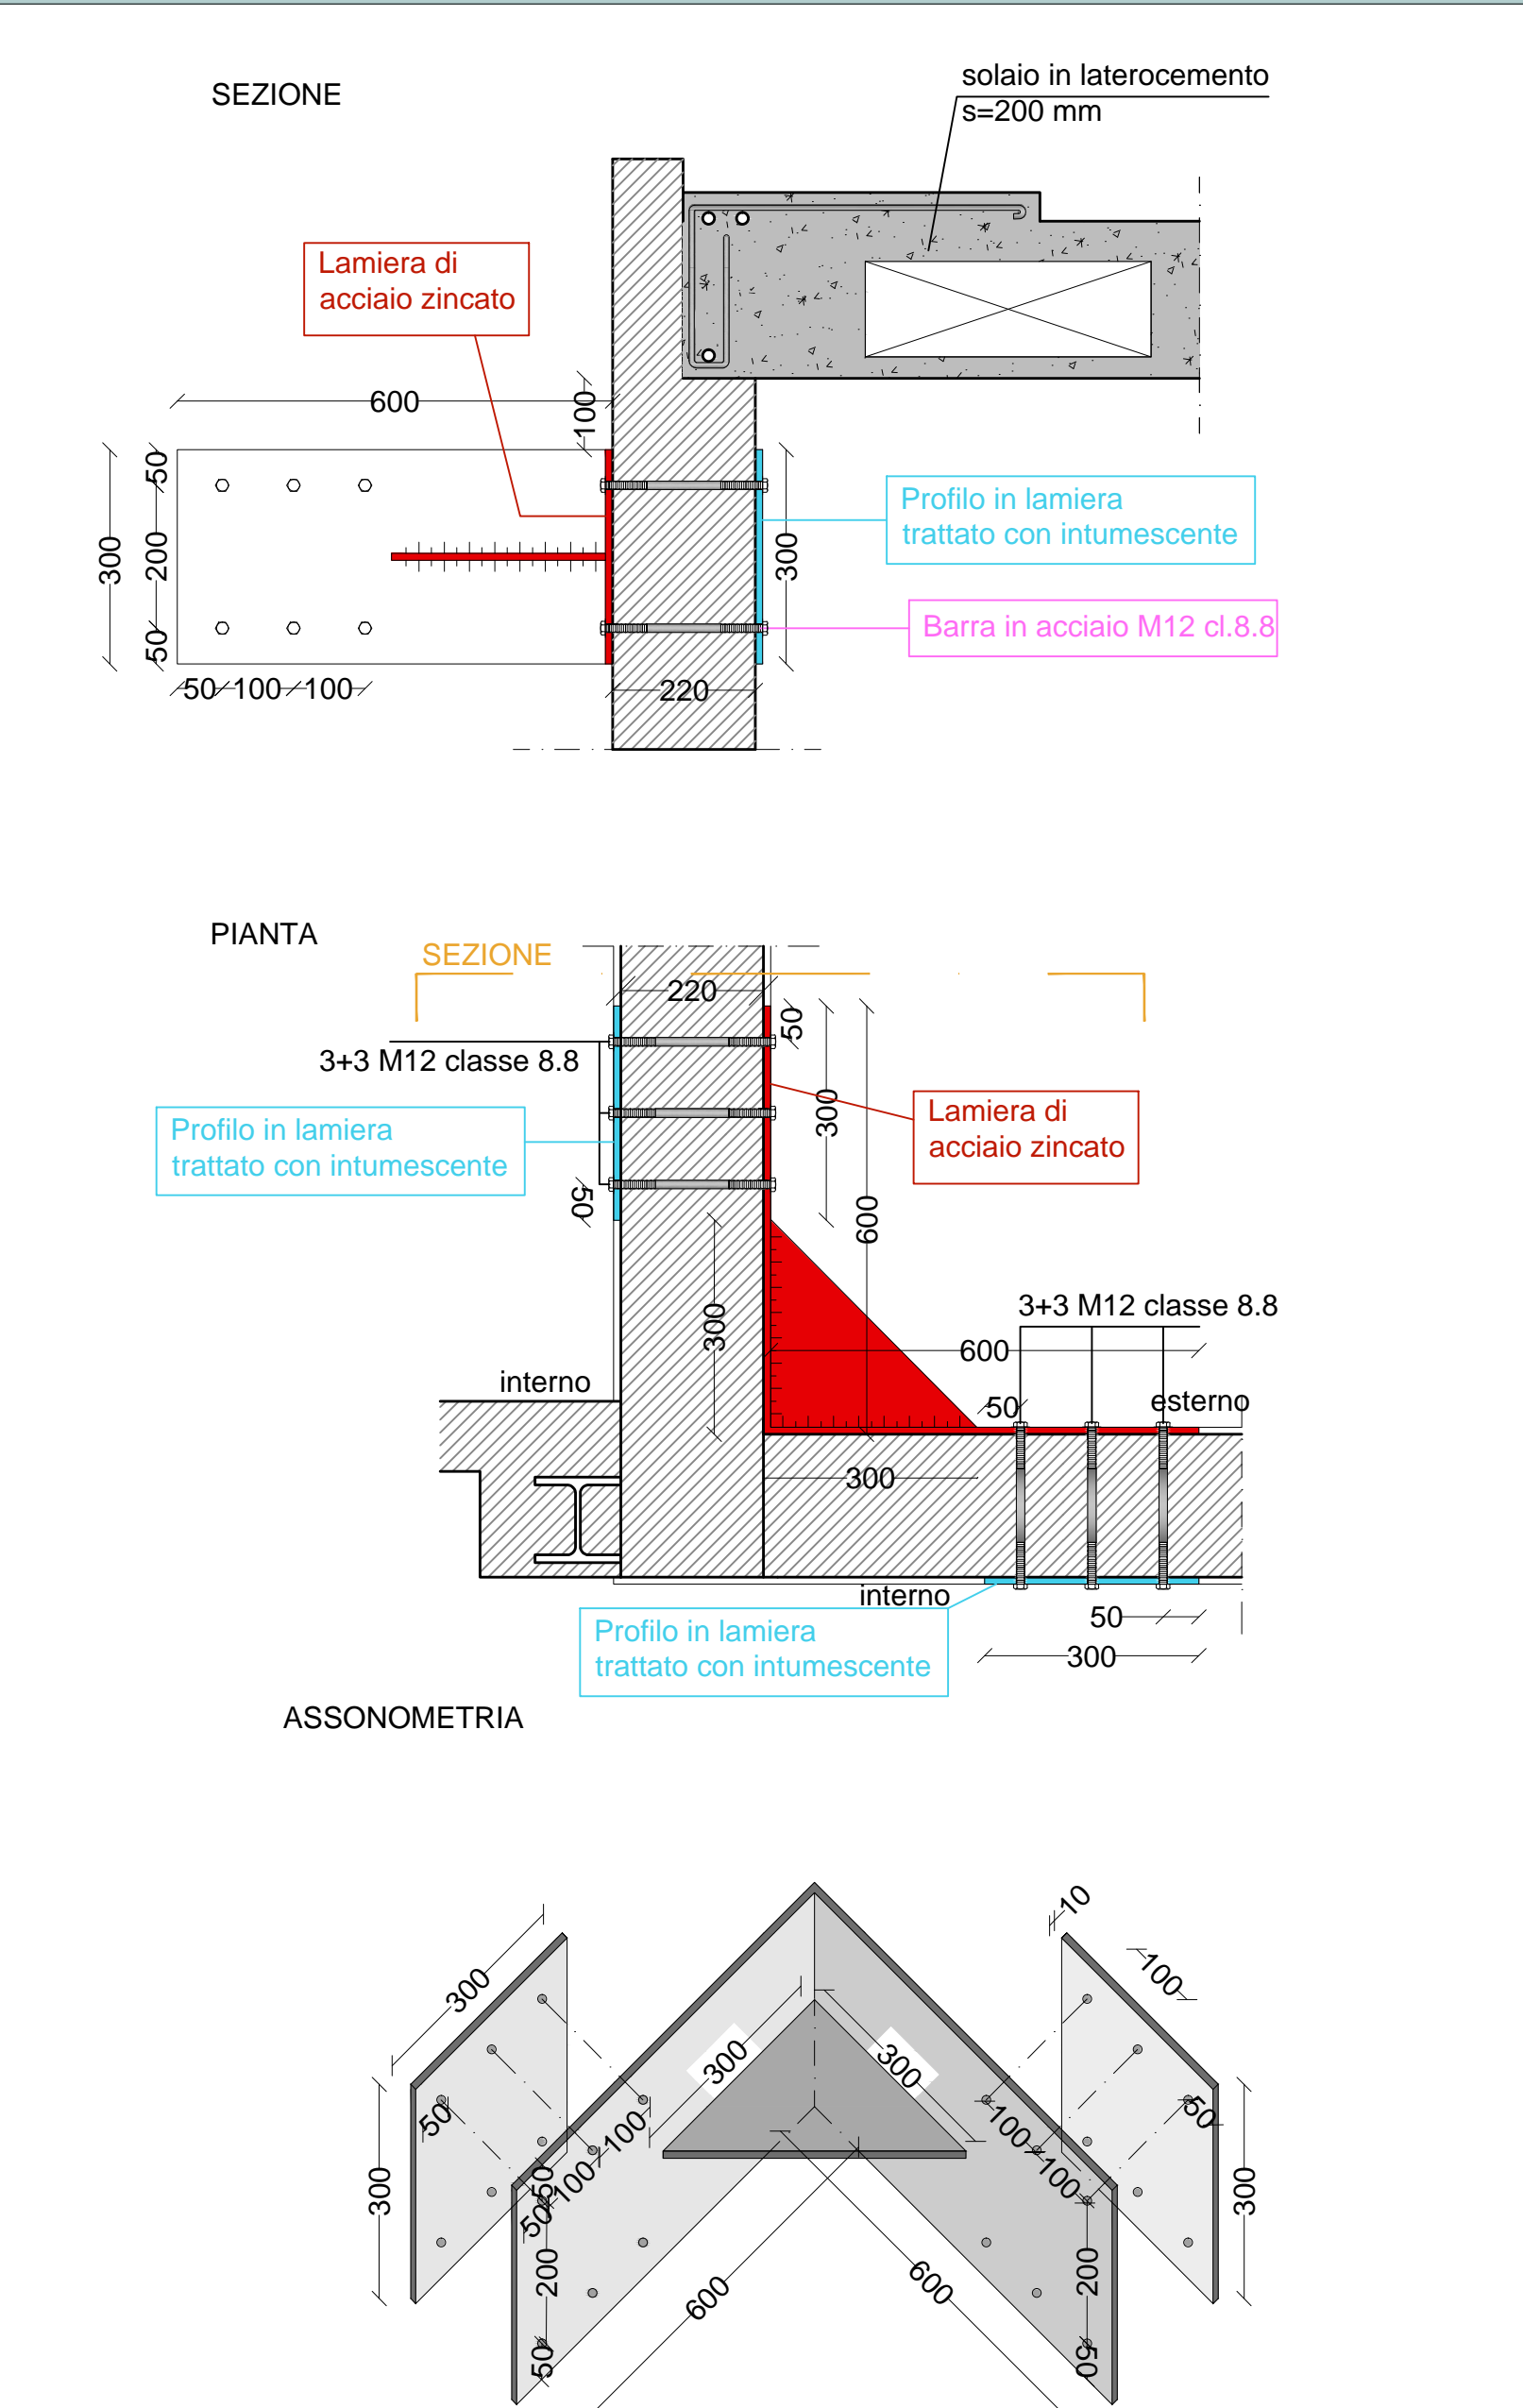 SEZIONE
solaio in laterocemento
s=200 mm
Lamiera di
acciaio zincato
600
100
50
200
50
300
300
Profilo in lamiera
trattato con intumescente
Barra in acciaio M12 cl.8.8
50
100
100
220
PIANTA
SEZIONE
220
50
3+3 M12 classe 8.8
300
Lamiera di
acciaio zincato
Profilo in lamiera
trattato con intumescente
50
600
300
3+3 M12 classe 8.8
600
interno
50
esterno
300
interno
50
Profilo in lamiera
trattato con intumescente
300
ASSONOMETRIA
10
300
100
300
300
50
100
100
50
300
50
100
100
50
300
200
200
600
600
50
50